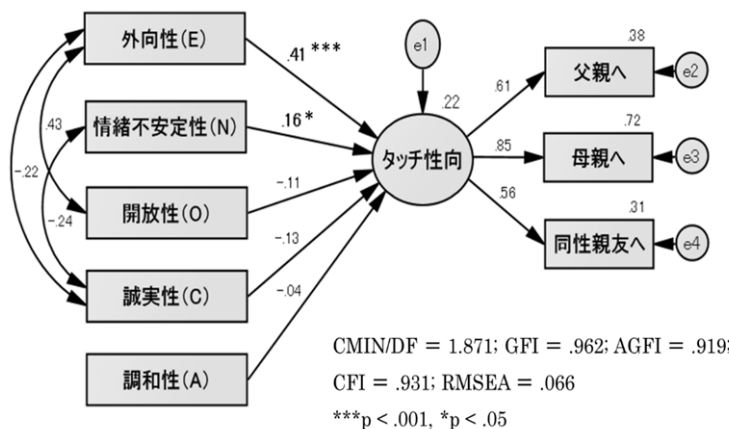 外向性(E)
情緒不安定性(N)
開放性(O)
誠実性(C)
調和性(A)
.43
-.22
-.24
.41 ***
.16 *
-.11
-.13
-.04
e1
.22
タッチ性向
.61
.85
.56
.38
父親へ
e2
.72
母親へ
e3
.31
同性親友へ
e4
CMIN/DF = 1.871; GFI = .962; AGFI = .919;
CFI = .931; RMSEA = .066
***p < .001, *p < .05